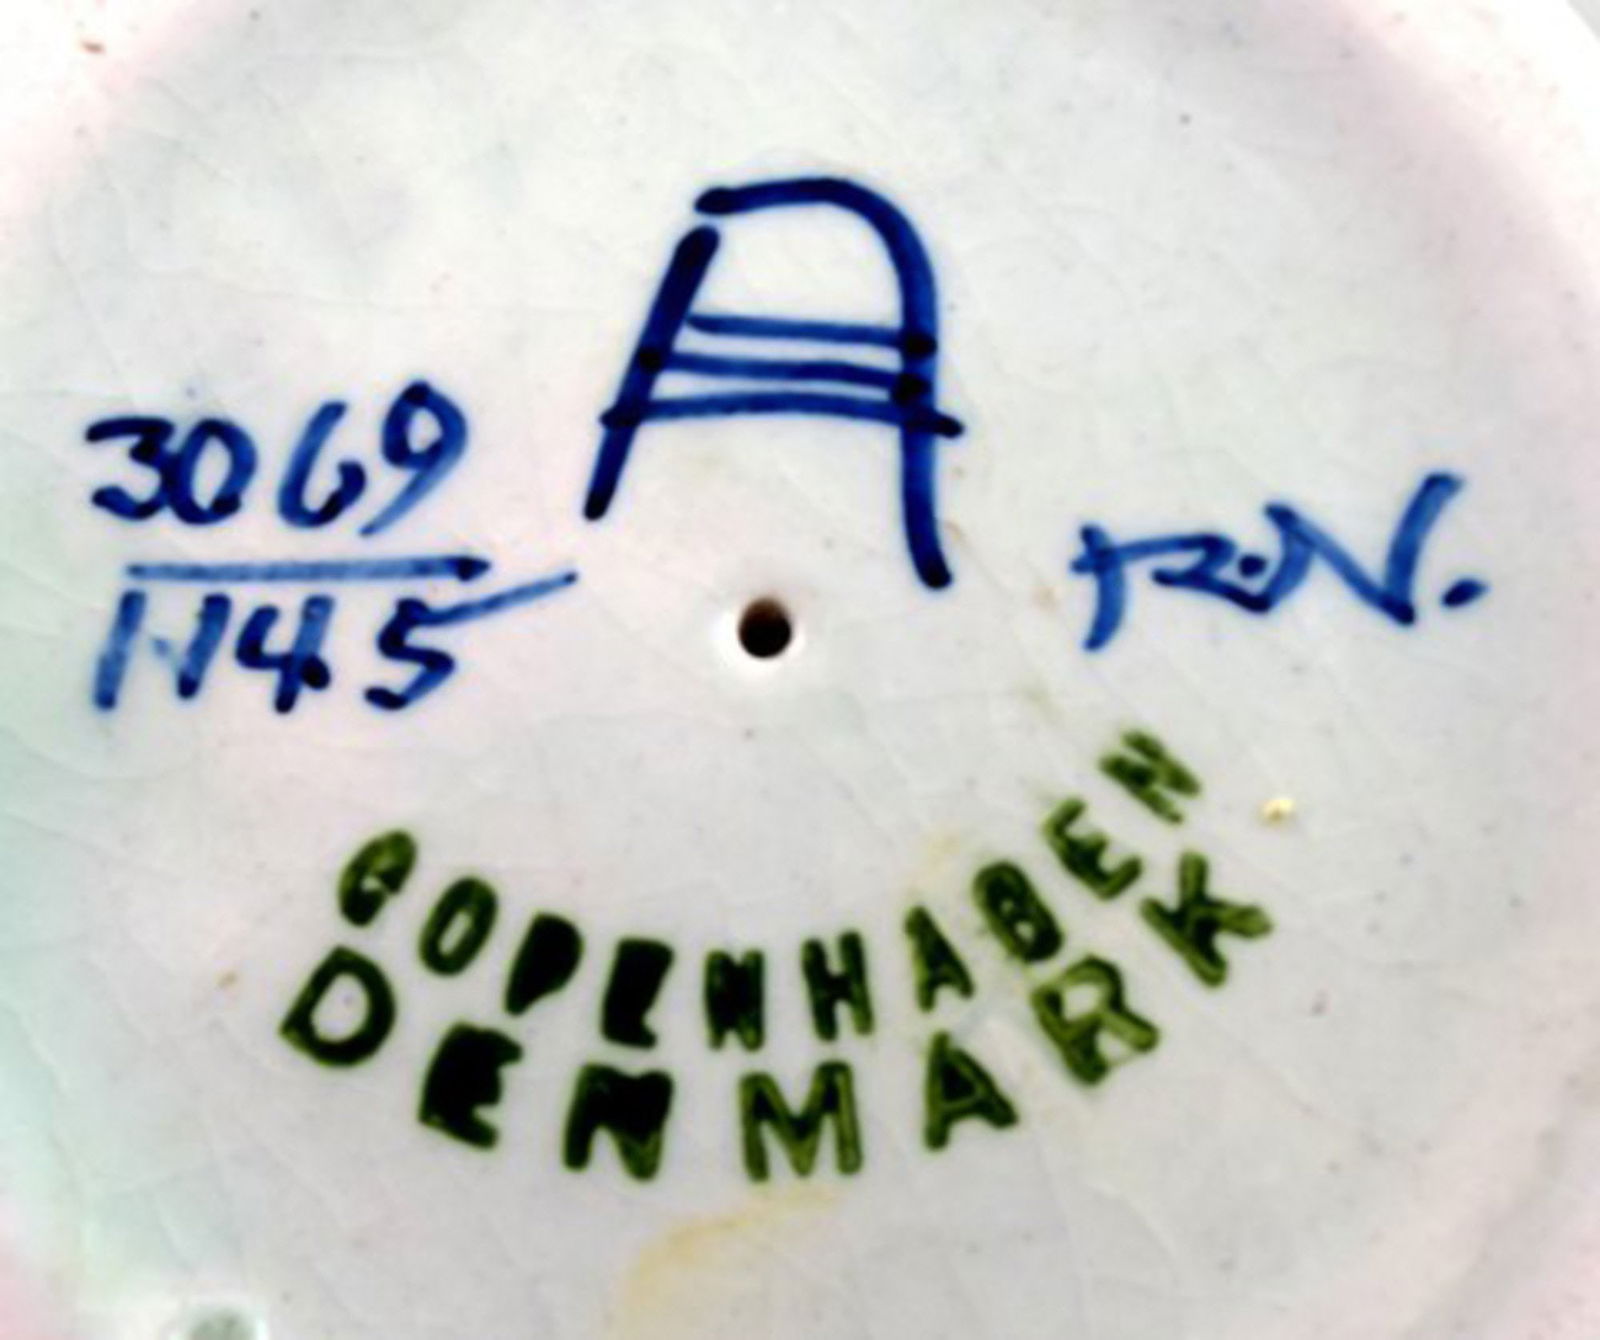 A
3069
1145
R.N.
COPENHAGEN
DENMARK